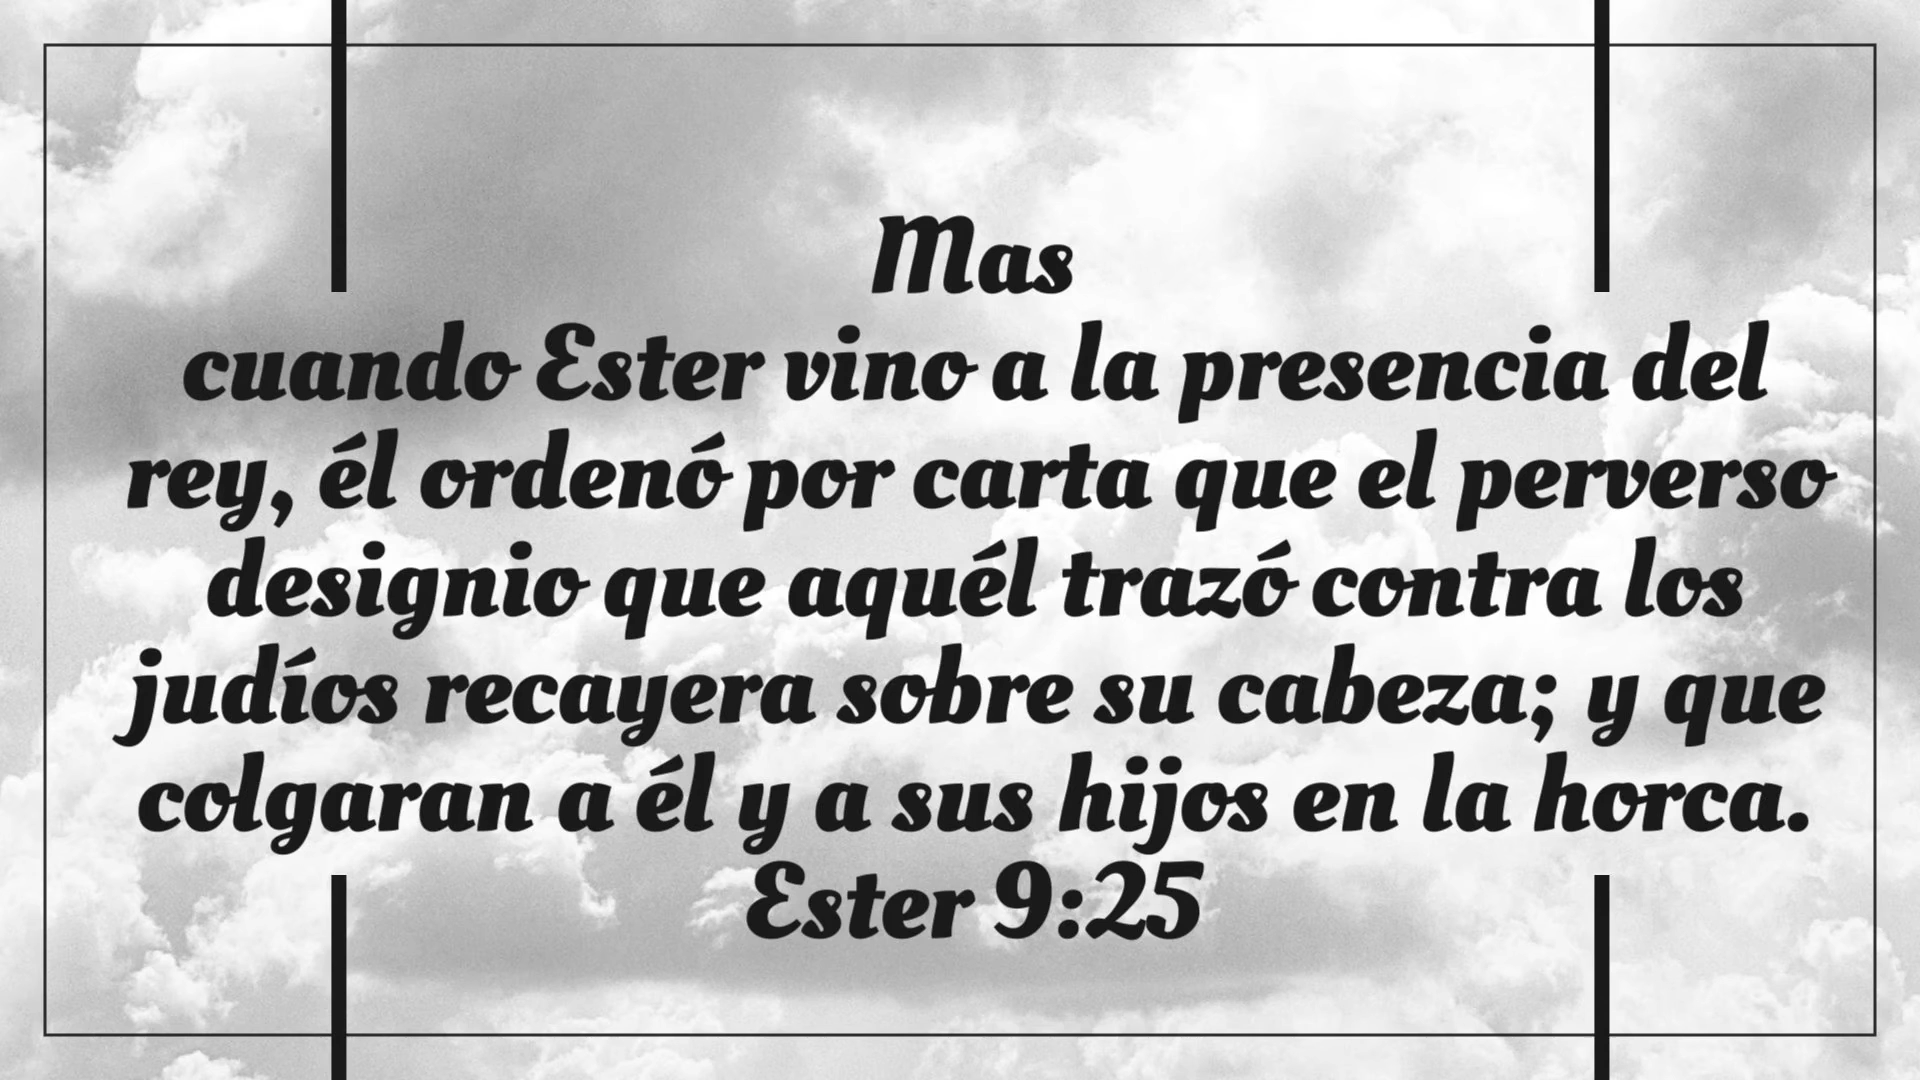 Mas
cuando Ester vino a la presencia del
rey, él ordenó por carta que el perverso
designio que aquél trazó contra los
judíos recayera sobre su cabeza; y que
colgaran a él y a sus hijos en la horca.
Ester 9:25